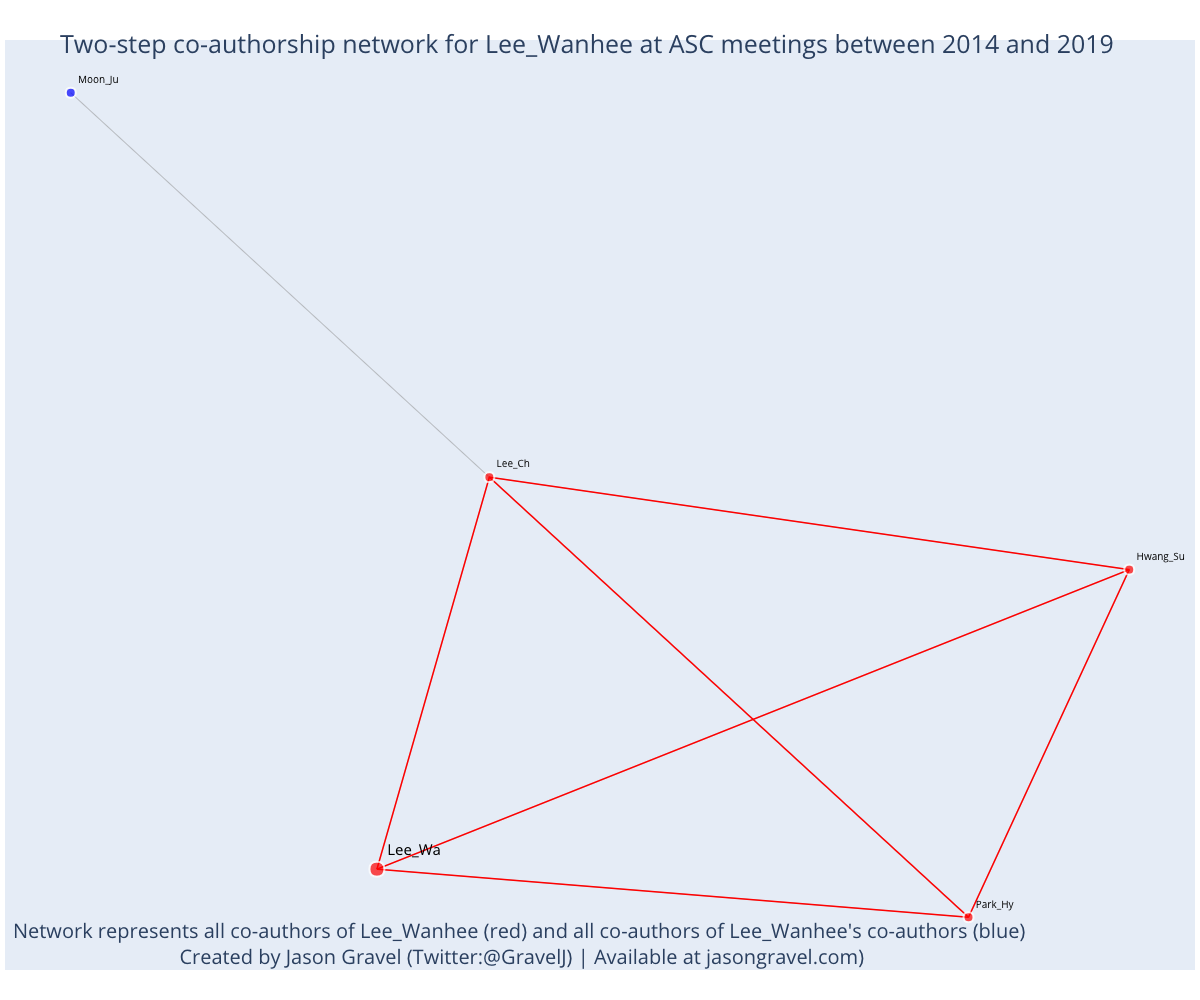 Two-step co-authorship network for Lee_Wanhee at ASC meetings between 2014 and 2019
Moon_Ju
Lee_Ch
Hwang_Su
Lee_Wa
Park_Hy
Network represents all co-authors of Lee_Wanhee (red) and all co-authors of Lee_Wanhee's co-authors (blue)
Created by Jason Gravel (Twitter:@GravelJ) | Available at jasongravel.com)